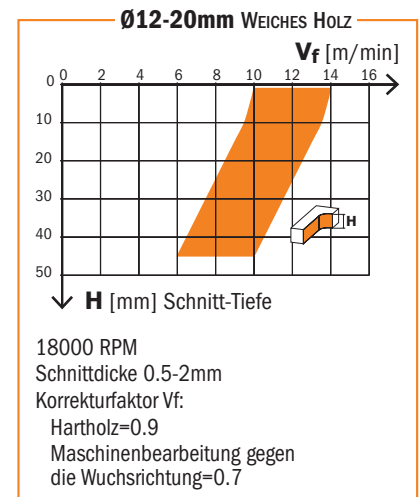 Ø12-20mm WEICHES HOLZ
Vf [m/min]
0 2 4 6 8 10 12 14 16
0
10
20
30
40
50
H
H [mm] Schnitt-Tiefe
18000 RPM
Schnittdicke 0.5-2mm
Korrekturfaktor Vf:
Hartholz=0.9
Maschinenbearbeitung gegen
die Wuchsrichtung=0.7